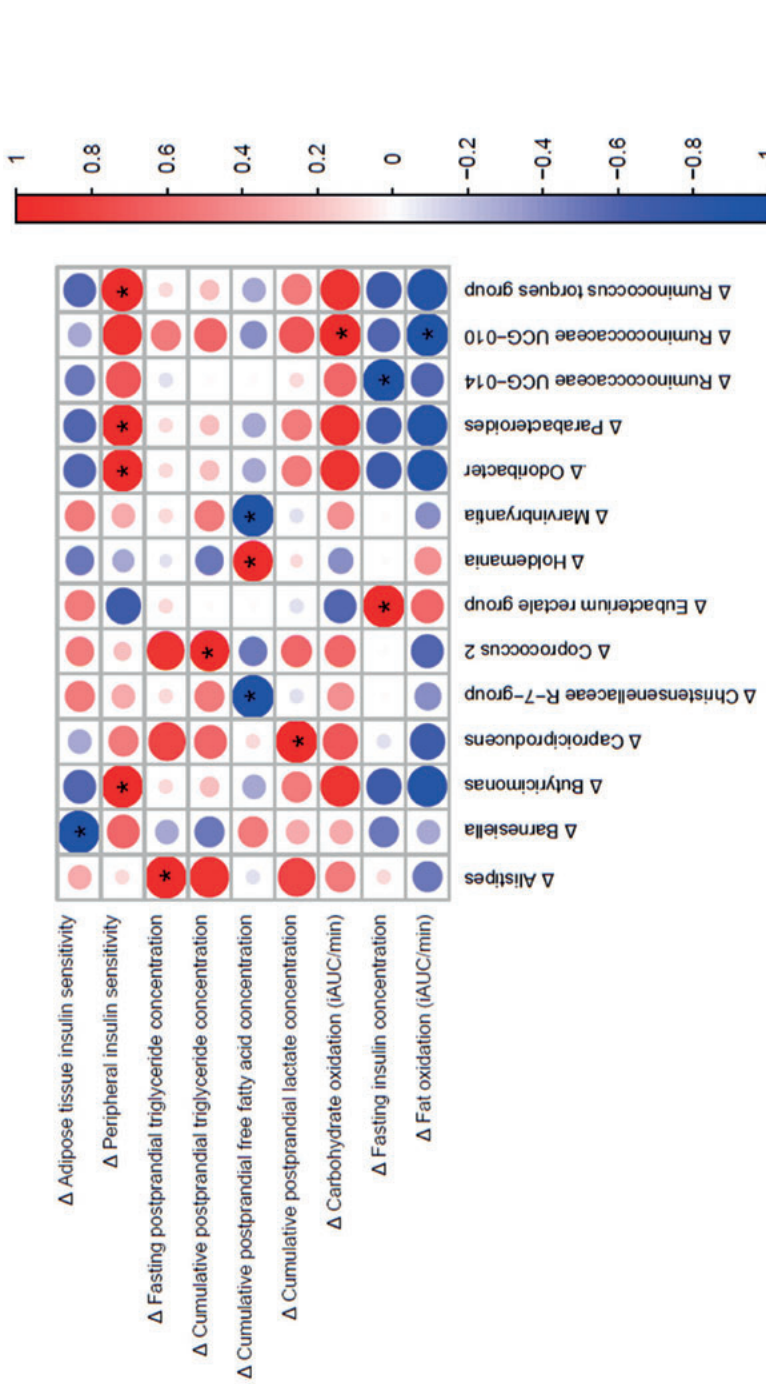 1
0.8
0.6
0.4
0.2
0
−0.2
−0.4
−0.6
−0.8
Δ Ruminococcus torques group
Δ Ruminococcaceae UCG−010
Δ Ruminococcaceae UCG−014
Δ Parabacteroides
Δ Odoribacter
Δ Marvinbryantia
Δ Holdemania
Δ Eubacterium rectale group
Δ Coprococcus 2
Δ Christensenellaceae R−7−group
Δ Caproiciproducens
Δ Butyricimonas
Δ Barnesiella
Δ Alistipes
Δ Adipose tissue insulin sensitivity
Δ Peripheral insulin sensitivity
Δ Fasting postprandial triglyceride concentration
Δ Cumulative postprandial triglyceride concentration
Δ Cumulative postprandial free fatty acid concentration
Δ Cumulative postprandial lactate concentration
Δ Carbohydrate oxidation (iAUC/min)
Δ Fasting insulin concentration
Δ Fat oxidation (iAUC/min)